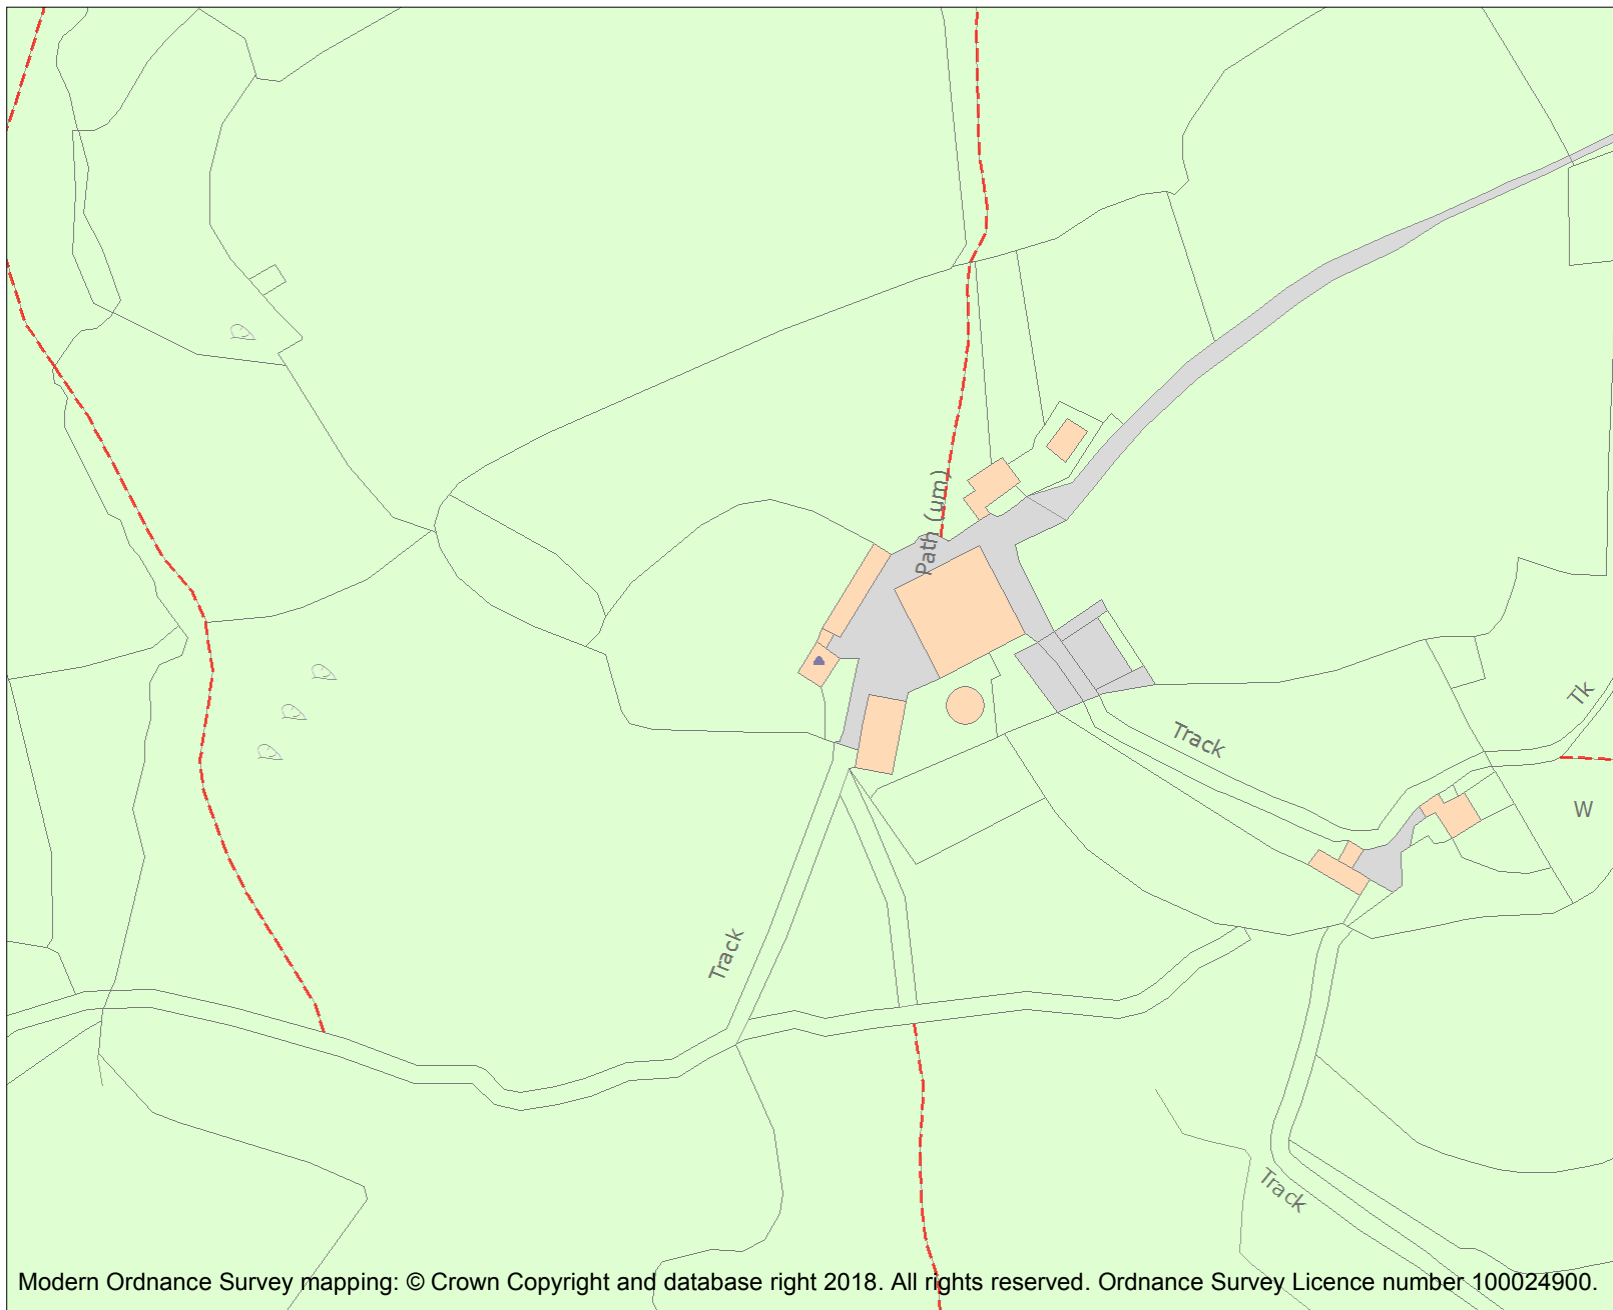 Path (um)
Tk
Track
W
Track
Track
Modern Ordnance Survey mapping: © Crown Copyright and database right 2018. All rights reserved. Ordnance Survey Licence number 100024900.